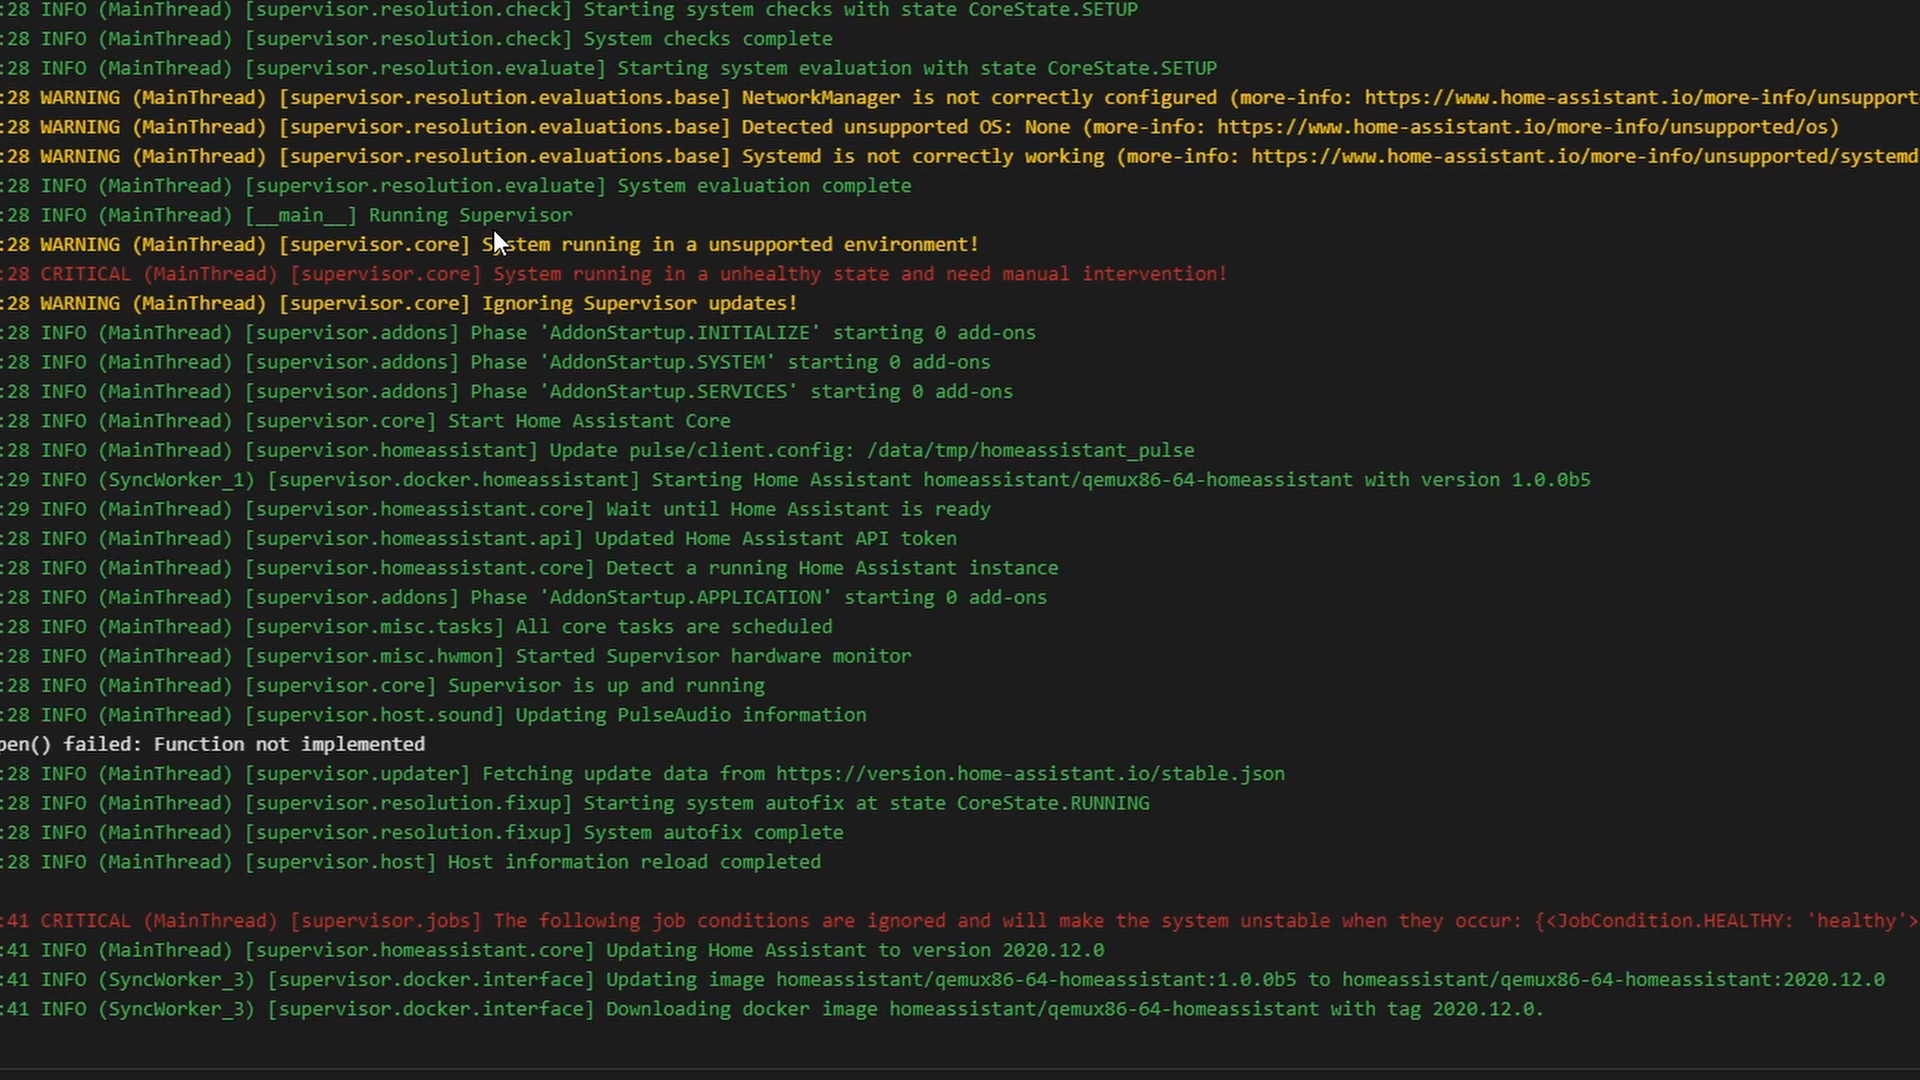 :28 INFO (MainThread) [supervisor.resolution.check] Starting system checks with state CoreState.SETUP
:28 INFO (MainThread) [supervisor.resolution.check] System checks complete
:28 INFO (MainThread) [supervisor.resolution.evaluate] Starting system evaluation with state CoreState.SETUP
:28 WARNING (MainThread) [supervisor.resolution.evaluations.base] NetworkManager is not correctly configured (more-info: https://www.home-assistant.io/more-info/unsupport
:28 WARNING (MainThread) [supervisor.resolution.evaluations.base] Detected unsupported OS: None (more-info: https://www.home-assistant.io/more-info/unsupported/os)
:28 WARNING (MainThread) [supervisor.resolution.evaluations.base] Systemd is not correctly working (more-info: https://www.home-assistant.io/more-info/unsupported/systemd
:28 INFO (MainThread) [supervisor.resolution.evaluate] System evaluation complete
:28 INFO (MainThread) [__main__] Running Supervisor
:28 WARNING (MainThread) [supervisor.core] System running in a unsupported environment!
:28 CRITICAL (MainThread) [supervisor.core] System running in a unhealthy state and need manual intervention!
:28 WARNING (MainThread) [supervisor.core] Ignoring Supervisor updates!
:28 INFO (MainThread) [supervisor.addons] Phase 'AddonStartup.INITIALIZE' starting 0 add-ons
:28 INFO (MainThread) [supervisor.addons] Phase 'AddonStartup.SYSTEM' starting 0 add-ons
:28 INFO (MainThread) [supervisor.addons] Phase 'AddonStartup.SERVICES' starting 0 add-ons
:28 INFO (MainThread) [supervisor.core] Start Home Assistant Core
:28 INFO (MainThread) [supervisor.homeassistant] Update pulse/client.config: /data/tmp/homeassistant_pulse
:29 INFO (SyncWorker_1) [supervisor.docker.homeassistant] Starting Home Assistant homeassistant/qemux86-64-homeassistant with version 1.0.0b5
:29 INFO (MainThread) [supervisor.homeassistant.core] Wait until Home Assistant is ready
:28 INFO (MainThread) [supervisor.homeassistant.api] Updated Home Assistant API token
:28 INFO (MainThread) [supervisor.homeassistant.core] Detect a running Home Assistant instance
:28 INFO (MainThread) [supervisor.addons] Phase 'AddonStartup.APPLICATION' starting 0 add-ons
:28 INFO (MainThread) [supervisor.misc.tasks] All core tasks are scheduled
:28 INFO (MainThread) [supervisor.misc.hwmon] Started Supervisor hardware monitor
:28 INFO (MainThread) [supervisor.core] Supervisor is up and running
:28 INFO (MainThread) [supervisor.host.sound] Updating PulseAudio information
pen() failed: Function not implemented
:28 INFO (MainThread) [supervisor.updater] Fetching update data from https://version.home-assistant.io/stable.json
:28 INFO (MainThread) [supervisor.resolution.fixup] Starting system autofix at state CoreState.RUNNING
:28 INFO (MainThread) [supervisor.resolution.fixup] System autofix complete
:28 INFO (MainThread) [supervisor.host] Host information reload completed
:41 CRITICAL (MainThread) [supervisor.jobs] The following job conditions are ignored and will make the system unstable when they occur: {<JobCondition.HEALTHY: 'healthy'>
:41 INFO (MainThread) [supervisor.homeassistant.core] Updating Home Assistant to version 2020.12.0
:41 INFO (SyncWorker_3) [supervisor.docker.interface] Updating image homeassistant/qemux86-64-homeassistant:1.0.0b5 to homeassistant/qemux86-64-homeassistant:2020.12.0
:41 INFO (SyncWorker_3) [supervisor.docker.interface] Downloading docker image homeassistant/qemux86-64-homeassistant with tag 2020.12.0.